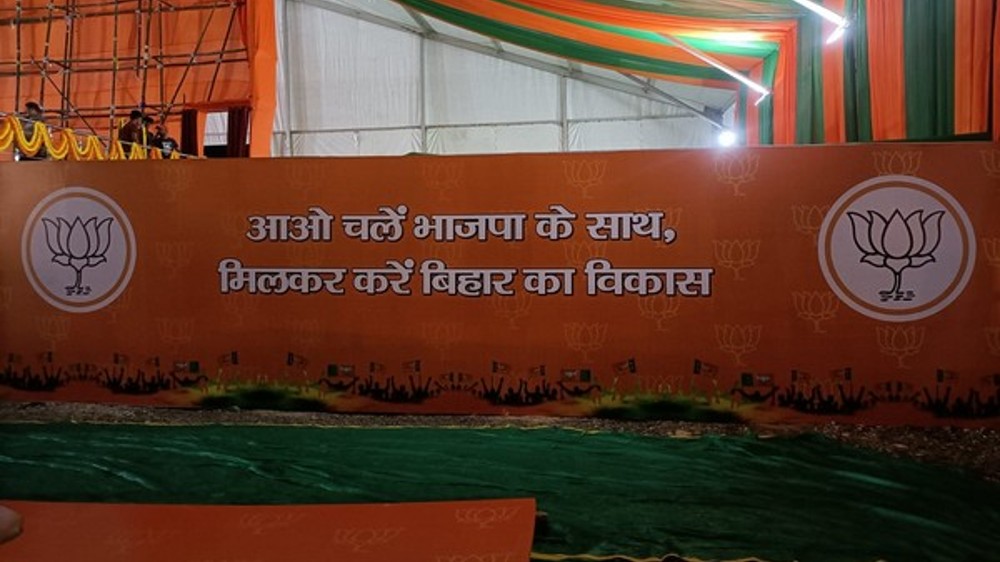 आओ चलें भाजपा के साथ,
मिलकर करें बिहार का विकास